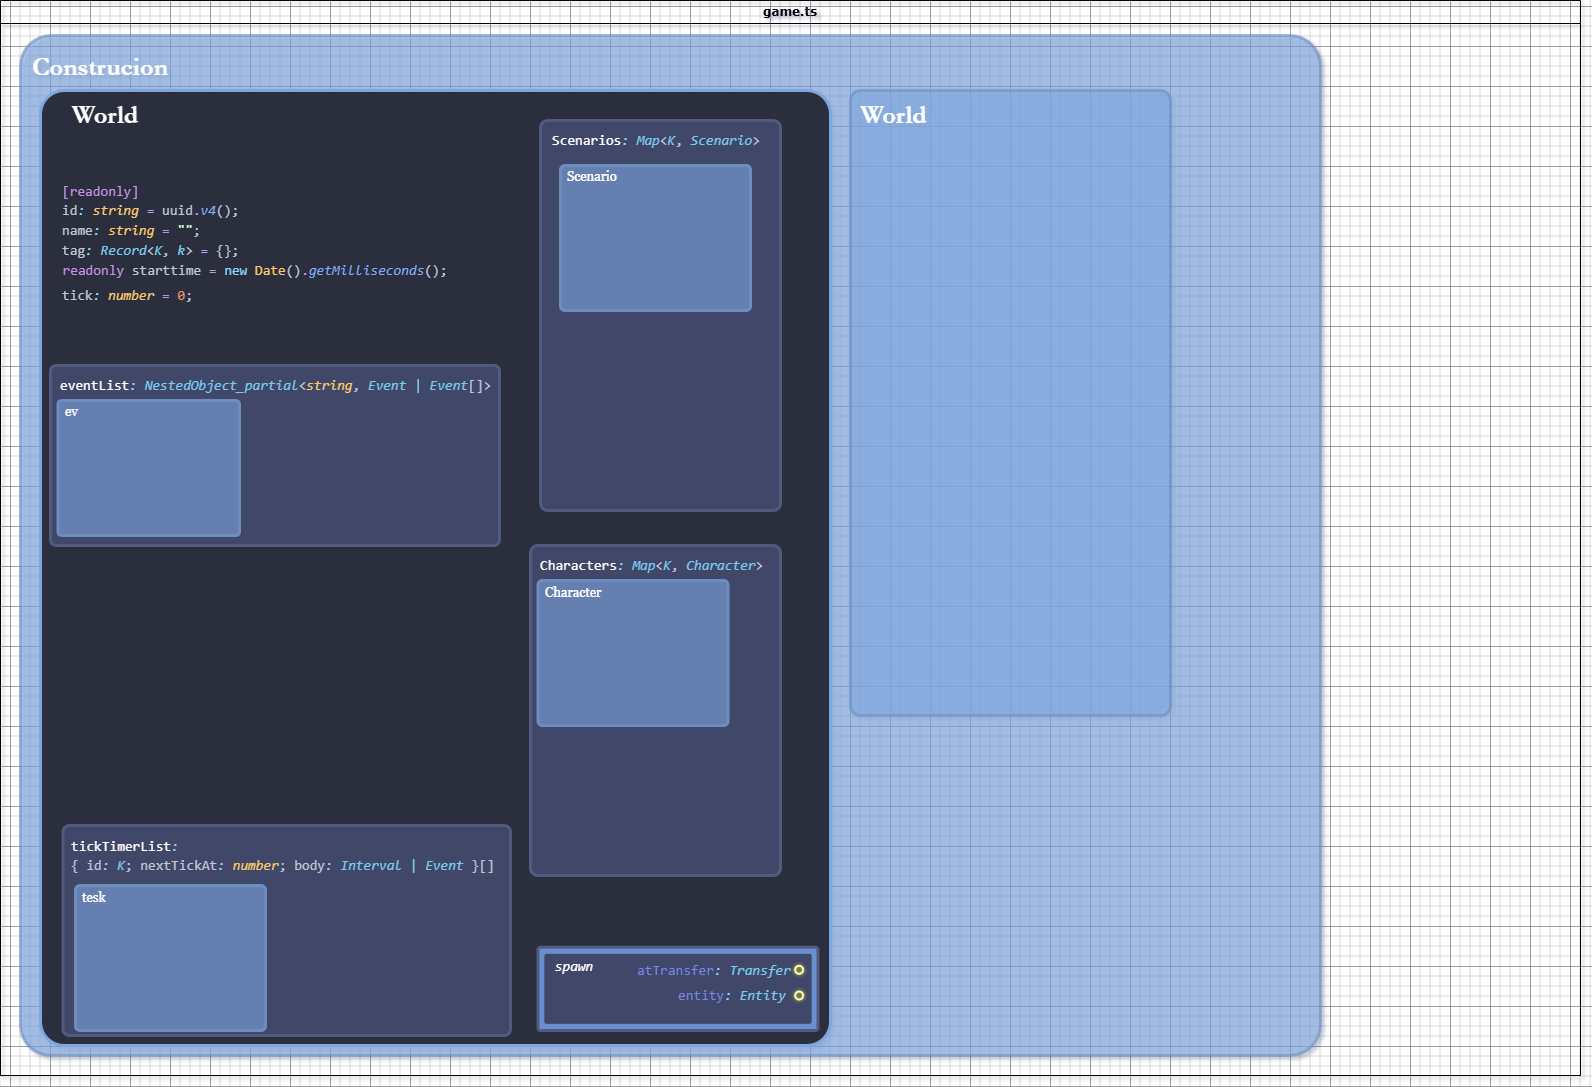 game.ts
Construcion
World
[readonly]
id: string = uuid.v4();
name: string = "";
tag: Record<K, k> = {};
readonly starttime = new Date().getMilliseconds();
tick: number = 0;
eventList: NestedObject_partial<string, Event | Event[]>
ev
tickTimerList:
{ id: K; nextTickAt: number; body: Interval | Event }[]
tesk
Scenarios: Map<K, Scenario>
Scenario
Characters: Map<K, Character>
Character
spawn
atTransfer: Transfer
entity: Entity
World